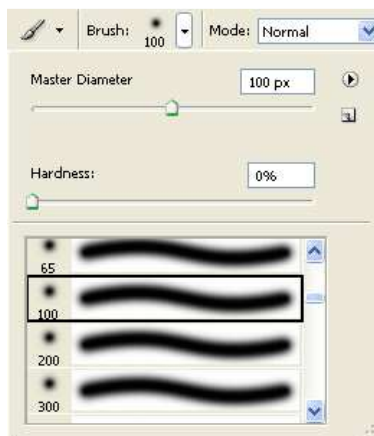 Brush: 100 Mode: Normal
Master Diameter 100 px
Hardness: 0%
65
100
200
300